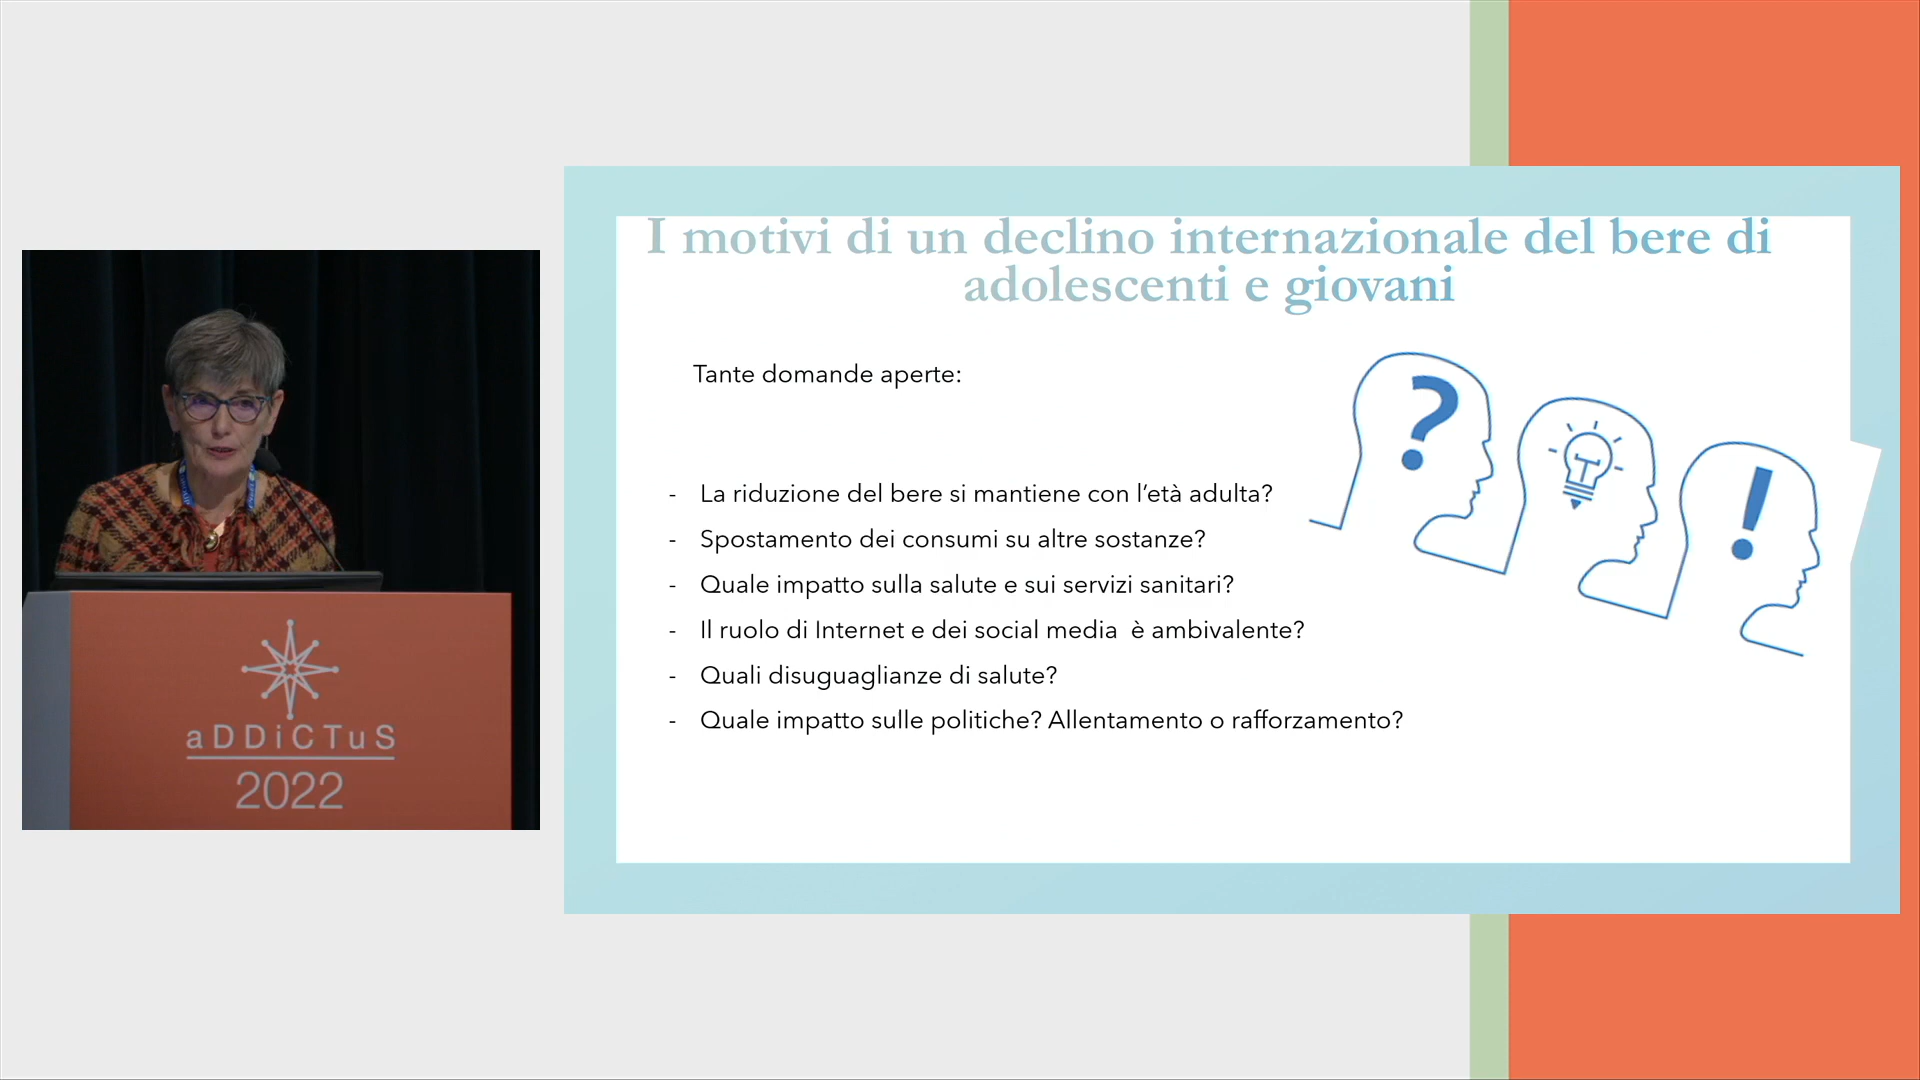 I motivi di un declino internazionale del bere di
adolescenti e giovani
Tante domande aperte:
- La riduzione del bere si mantiene con l’età adulta?
- Spostamento dei consumi su altre sostanze?
- Quale impatto sulla salute e sui servizi sanitari?
- Il ruolo di Internet e dei social media  è ambivalente?
- Quali disuguaglianze di salute?
- Quale impatto sulle politiche? Allentamento o rafforzamento?
aDDiCTuS
2022